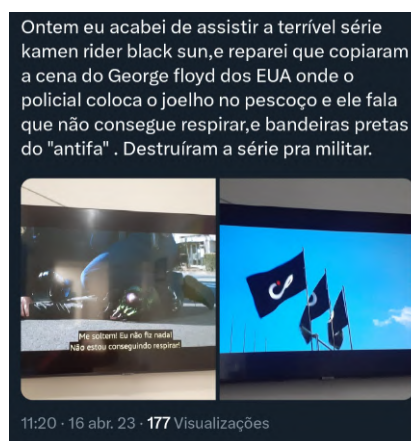 Ontem eu acabei de assistir a terrível série
kamen rider black sun,e reparei que copiaram
a cena do George floyd dos EUA onde o
policial coloca o joelho no pescoço e ele fala
que não consegue respirar,e bandeiras pretas
do "antifa" . Destruíram a série pra militar.
Me soltem! Eu não fiz nada!
Não estou conseguindo respirar!
11:20 · 16 abr. 23 · 177 Visualizações